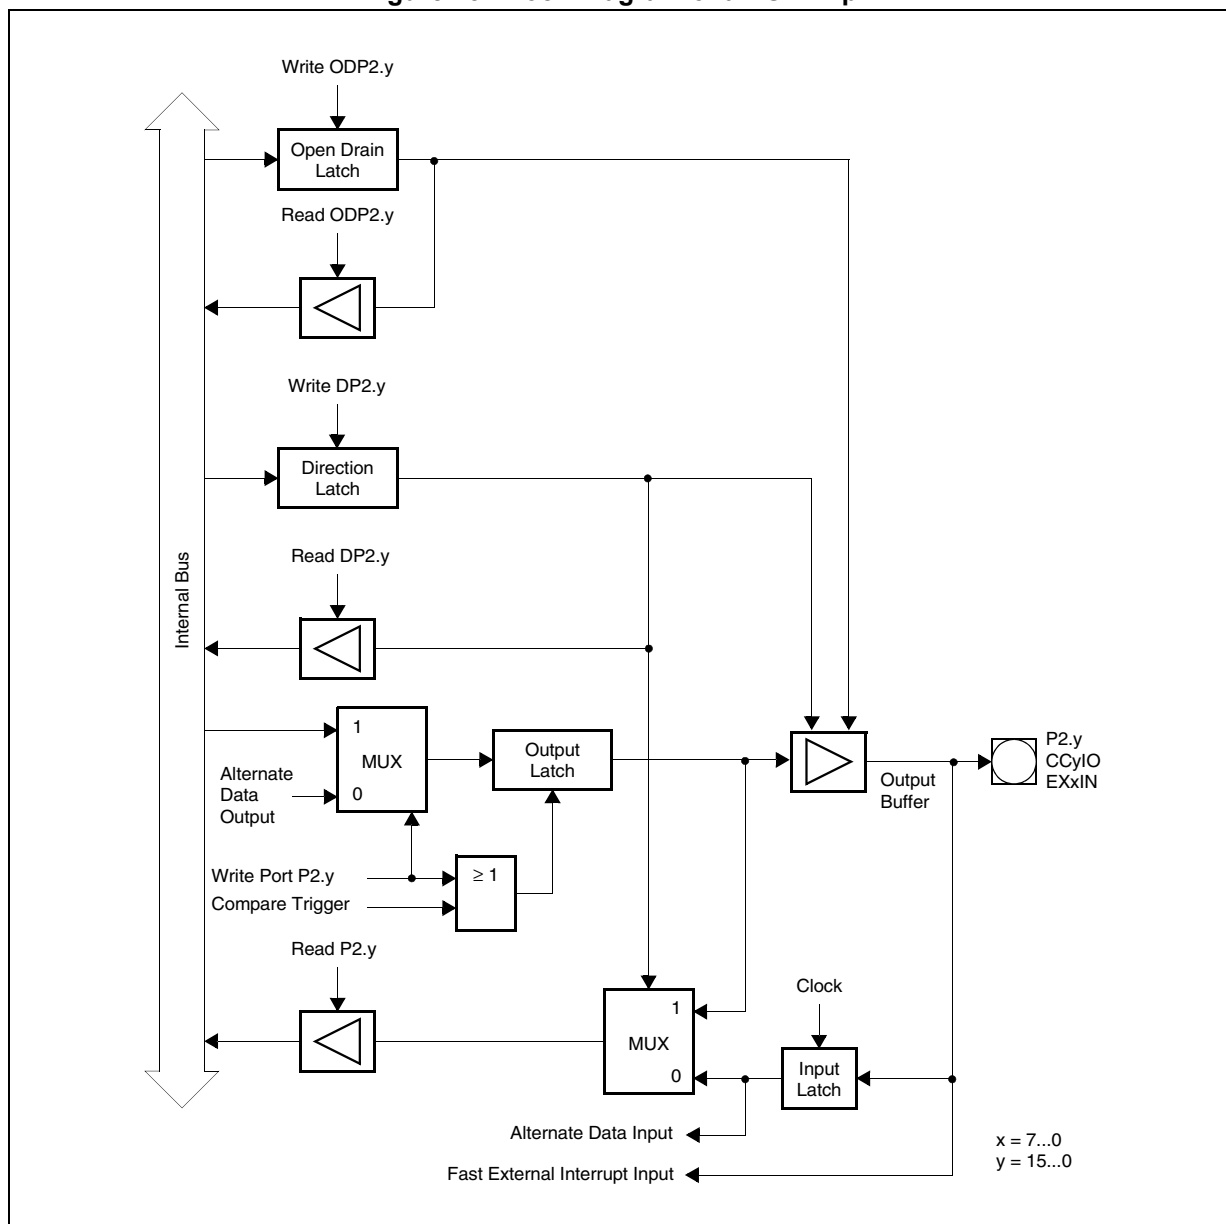 Write ODP2.y
Open Drain
Latch
Read ODP2.y
Write DP2.y
Direction
Latch
Internal Bus
Read DP2.y
1
MUX
0
Alternate
Data
Output
Output
Latch
Output
Buffer
P2.y
CCyIO
EXxIN
Write Port P2.y
Compare Trigger
≥ 1
Read P2.y
1
MUX
0
Clock
Input
Latch
Alternate Data Input
Fast External Interrupt Input
x = 7...0
y = 15...0